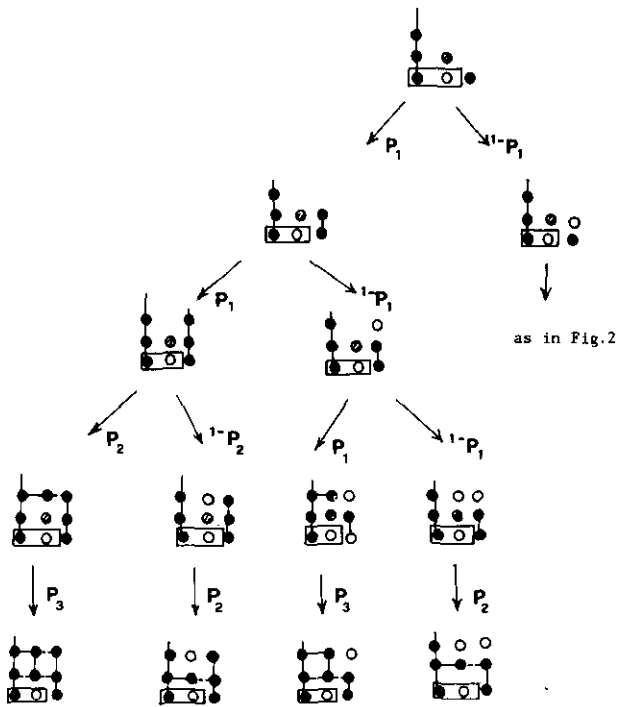 P₁ ¹⁻P₁
P₁ ¹⁻P₁
as in Fig.2
P₂ ¹⁻P₂ P₁ ¹⁻P₁
P₃ P₂ P₃ P₂